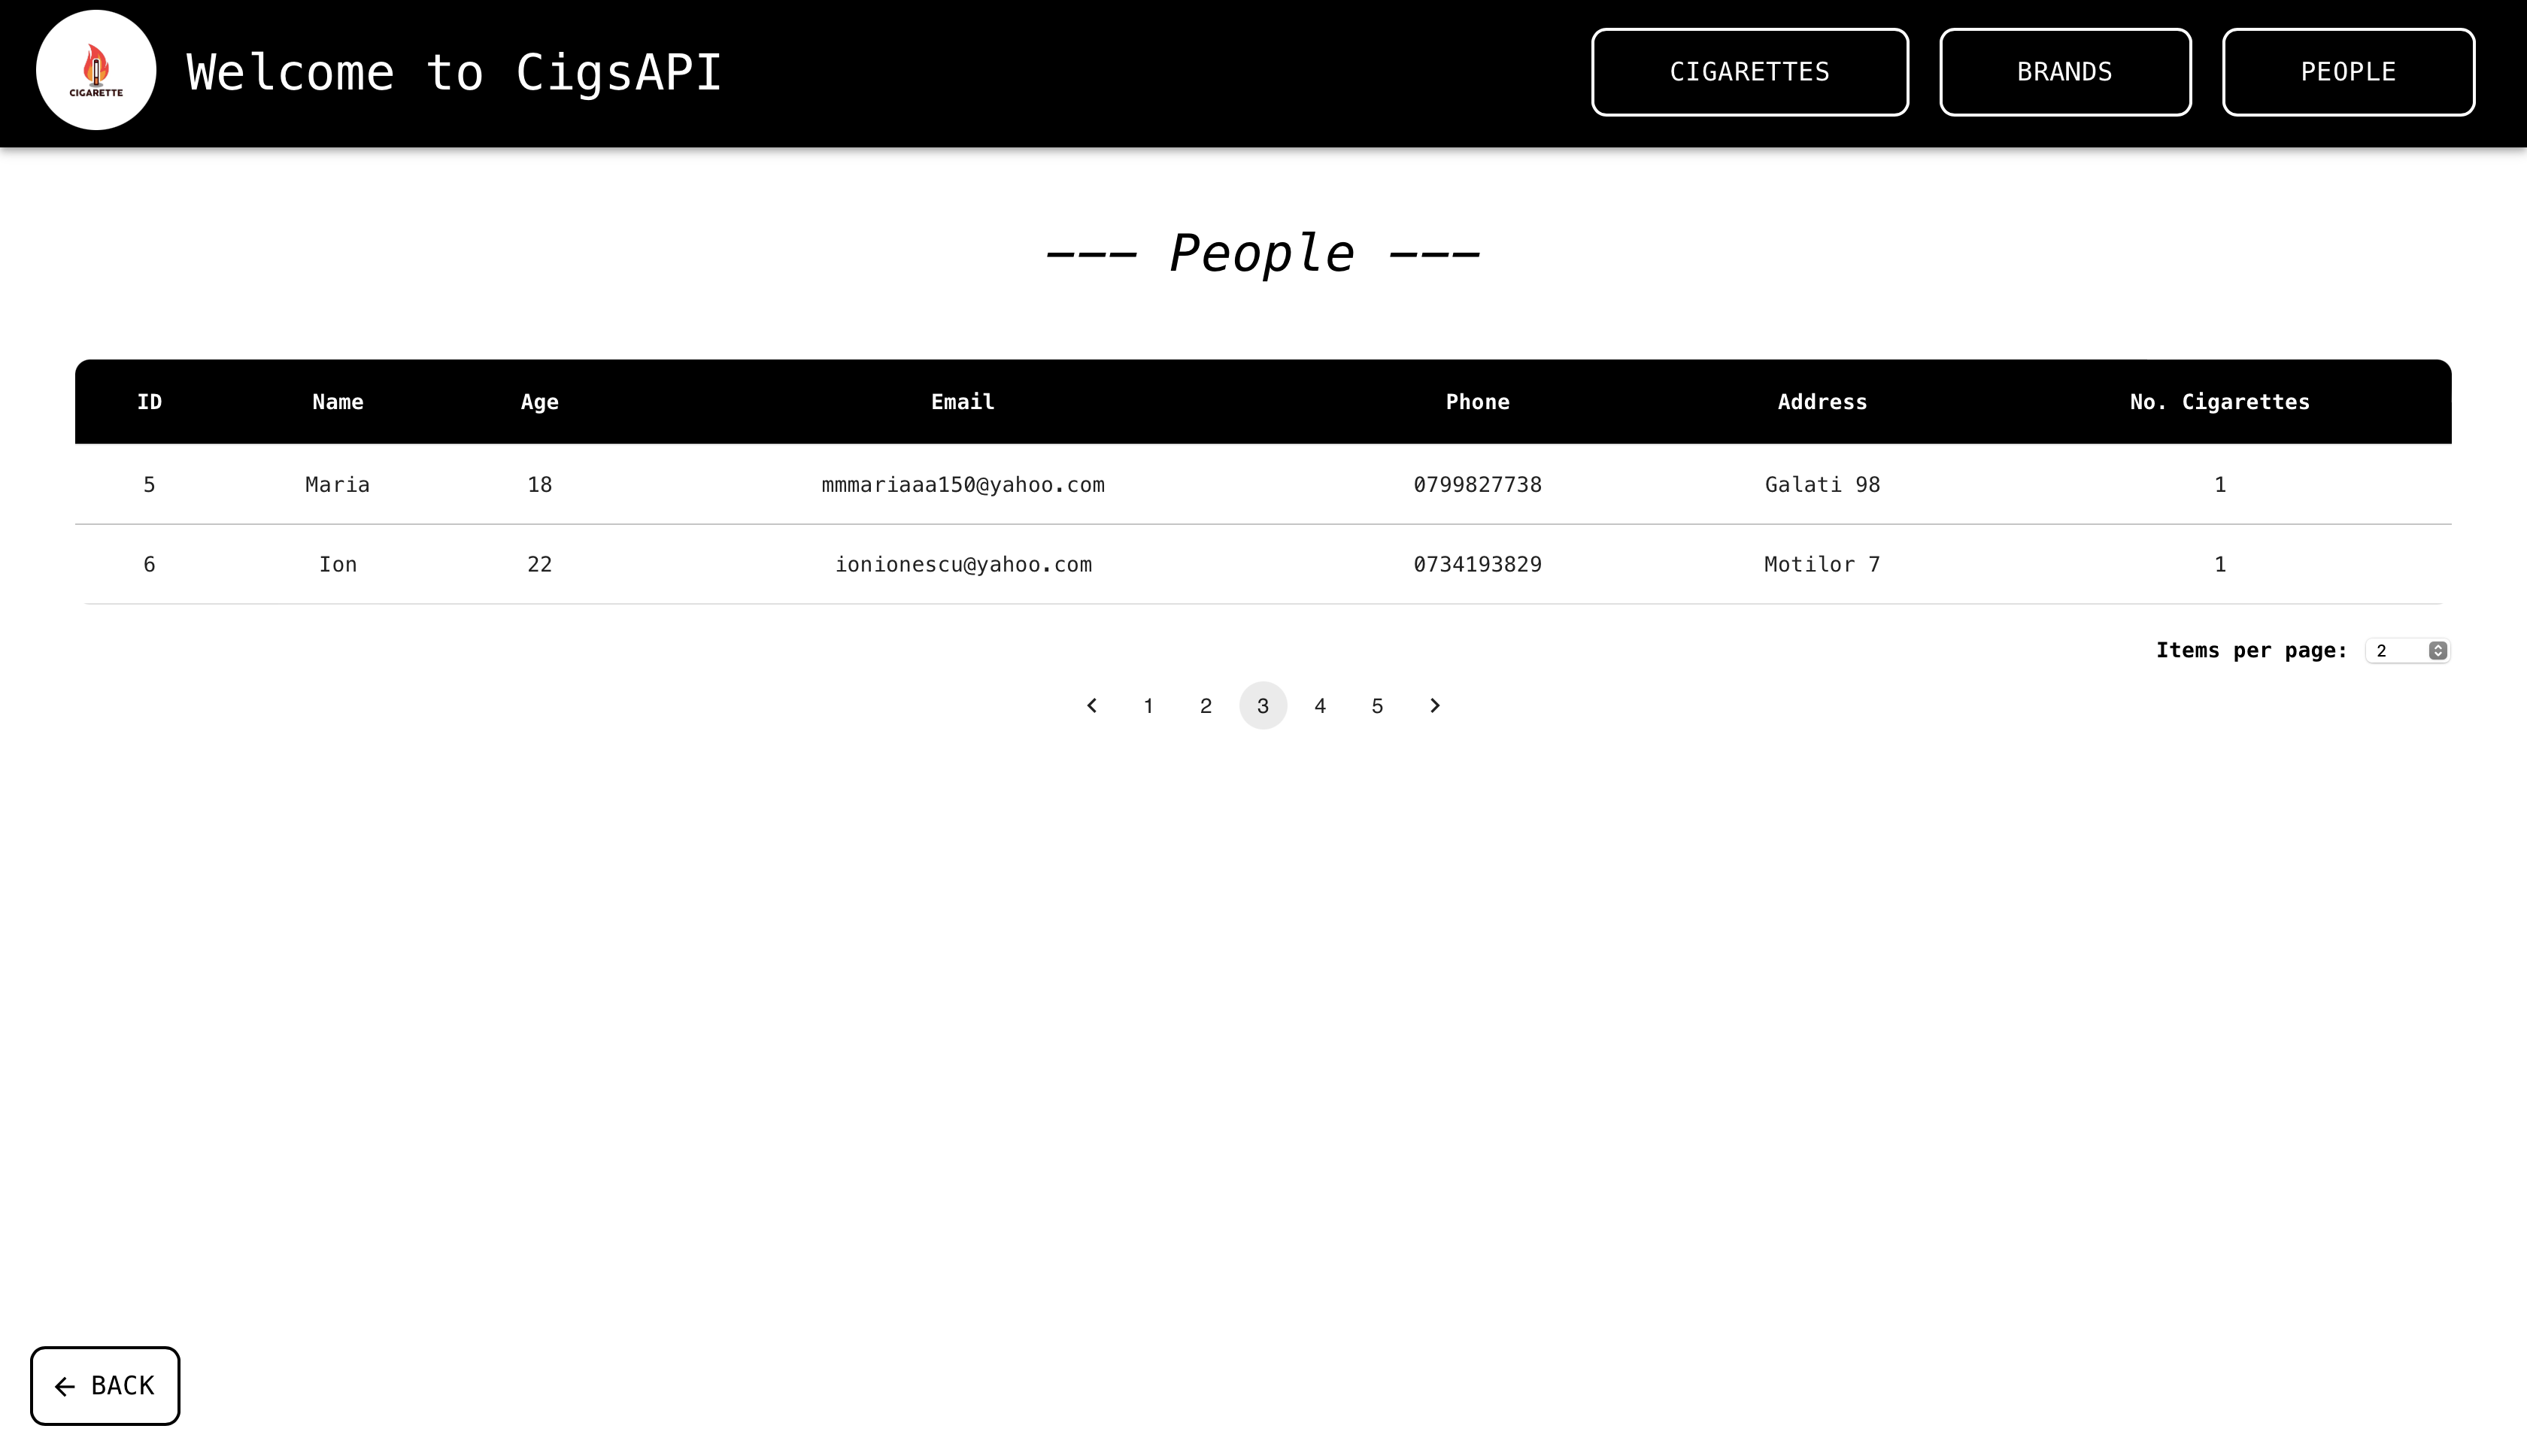 CIGARETTE
Welcome to CigsAPI
CIGARETTES
BRANDS
PEOPLE
––– People –––
ID Name Age Email Phone Address No. Cigarettes
5 Maria 18 mmmariaaa150@yahoo.com 0799827738 Galati 98 1
6 Ion 22 ionionescu@yahoo.com 0734193829 Motilor 7 1
Items per page: 2
1 2 3 4 5
← BACK